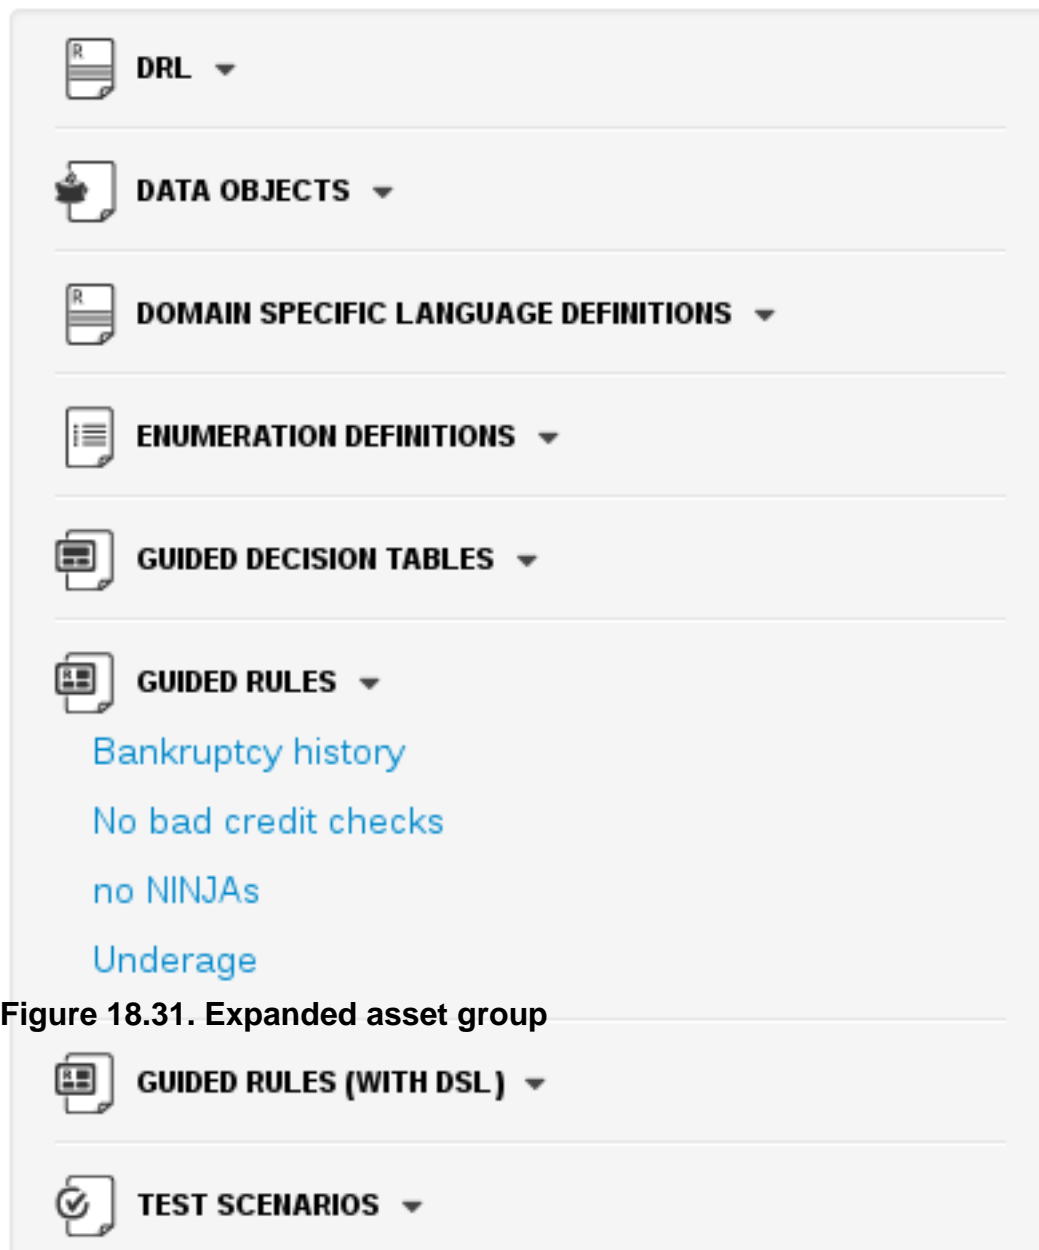 DRL
DATA OBJECTS
DOMAIN SPECIFIC LANGUAGE DEFINITIONS
ENUMERATION DEFINITIONS
GUIDED DECISION TABLES
GUIDED RULES
Bankruptcy history
No bad credit checks
no NINJAs
Underage
Figure 18.31. Expanded asset group
GUIDED RULES (WITH DSL)
TEST SCENARIOS